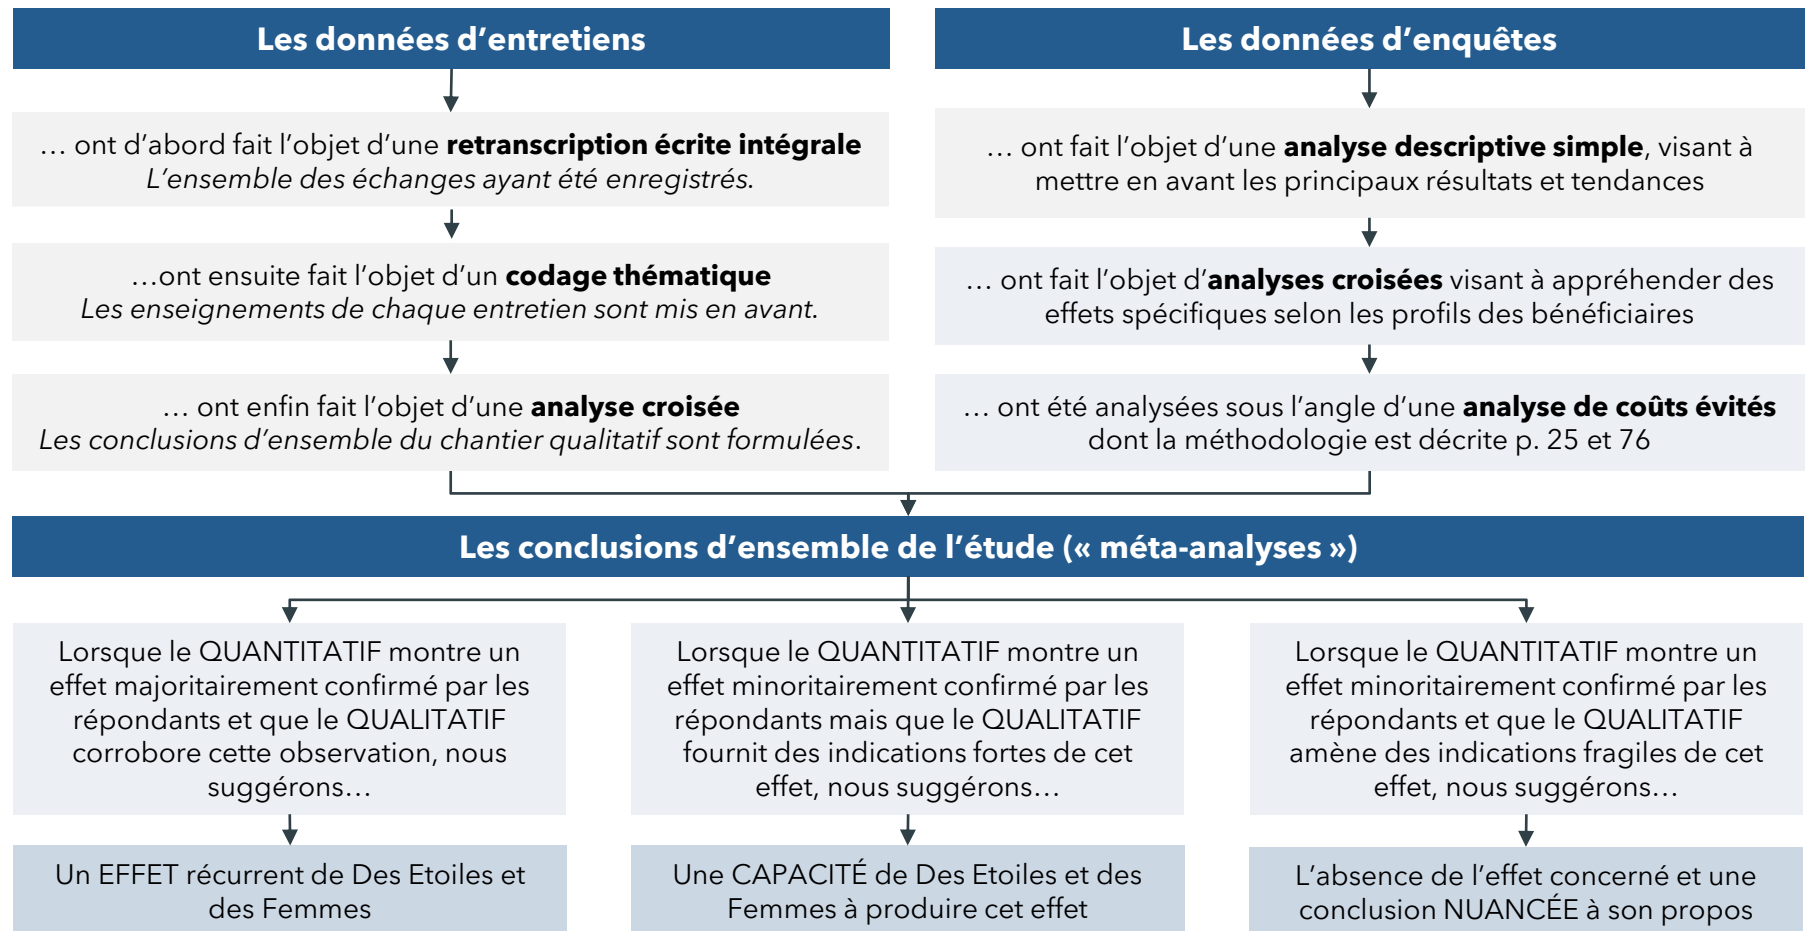 Les données d’entretiens
… ont d’abord fait l’objet d’une retranscription écrite intégrale
L’ensemble des échanges ayant été enregistrés.
…ont ensuite fait l’objet d’un codage thématique
Les enseignements de chaque entretien sont mis en avant.
… ont enfin fait l’objet d’une analyse croisée
Les conclusions d’ensemble du chantier qualitatif sont formulées.
Les données d’enquêtes
… ont fait l’objet d’une analyse descriptive simple, visant à
mettre en avant les principaux résultats et tendances
… ont fait l’objet d’analyses croisées visant à appréhender des
effets spécifiques selon les profils des bénéficiaires
… ont été analysées sous l’angle d’une analyse de coûts évités
dont la méthodologie est décrite p. 25 et 76
Les conclusions d’ensemble de l’étude (« méta-analyses »)
Lorsque le QUANTITATIF montre un
effet majoritairement confirmé par les
répondants et que le QUALITATIF
corrobore cette observation, nous
suggérons…
Un EFFET récurrent de Des Etoiles et
des Femmes
Lorsque le QUANTITATIF montre un
effet minoritairement confirmé par les
répondants mais que le QUALITATIF
fournit des indications fortes de cet
effet, nous suggérons…
Une CAPACITÉ de Des Etoiles et des
Femmes à produire cet effet
Lorsque le QUANTITATIF montre un
effet minoritairement confirmé par les
répondants et que le QUALITATIF
amène des indications fragiles de cet
effet, nous suggérons…
L’absence de l’effet concerné et une
conclusion NUANCÉE à son propos